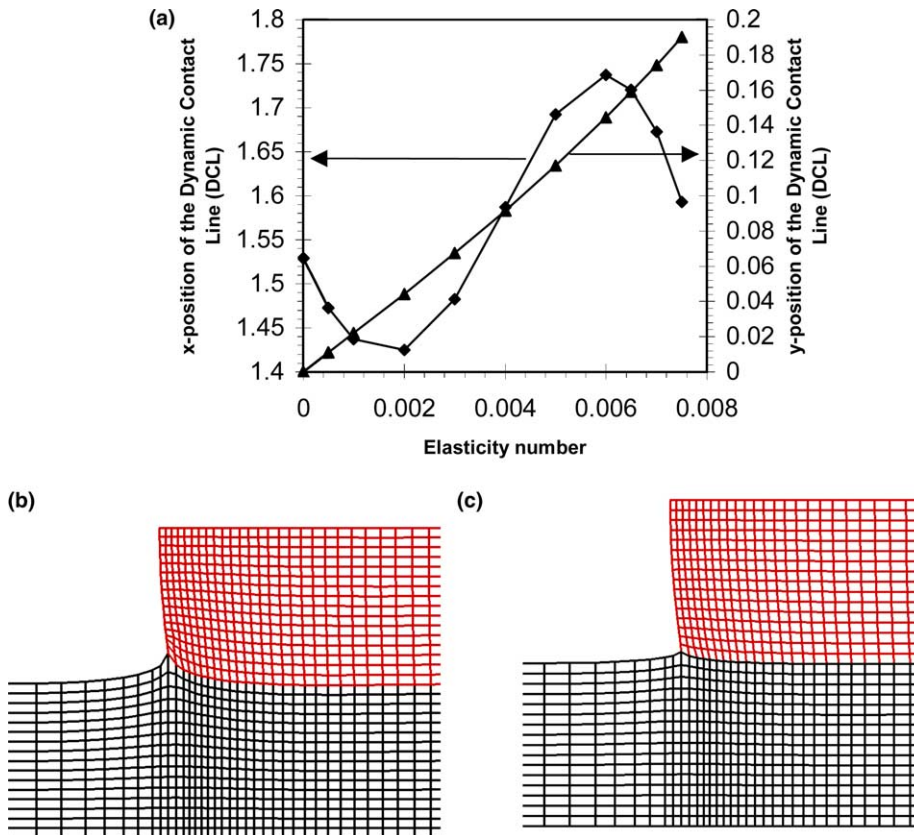 (a)
x-position of the Dynamic Contact
Line (DCL)
1.8
1.75
1.7
1.65
1.6
1.55
1.5
1.45
1.4
0.2
0.18
0.16
0.14
0.12
0.1
0.08
0.06
0.04
0.02
0
y-position of the Dynamic Contact
Line (DCL)
0 0.002 0.004 0.006 0.008
Elasticity number
(b)
(c)